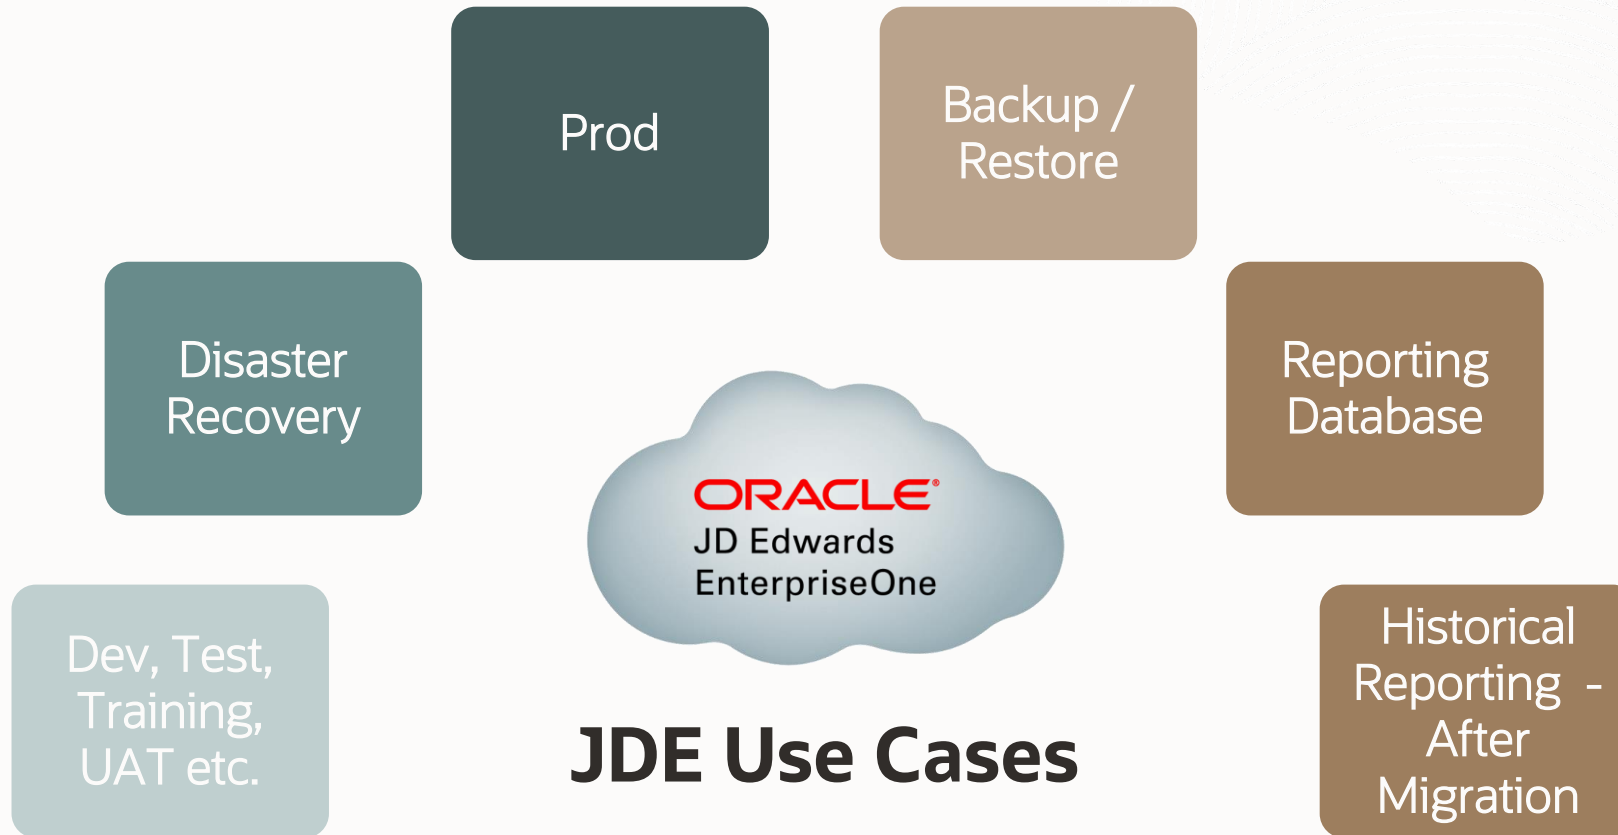 Prod
Backup /
Restore
Disaster
Recovery
Reporting
Database
ORACLE®
JD Edwards
EnterpriseOne
Dev, Test,
Training,
UAT etc.
JDE Use Cases
Historical
Reporting -
After
Migration